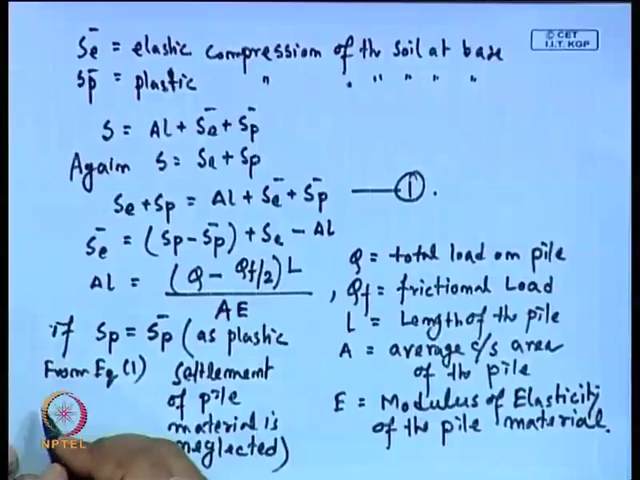 S̄e = elastic compression of the soil at base
S̄p = plastic " . " " " "
S = Δl + S̄e + S̄p
Again S = Se + Sp
Se + Sp = Δl + S̄e + S̄p —— ①.
S̄e = (Sp - S̄p) + Se - Δl
Δl = (Q - Qf/2) L / AE ,
if Sp = S̄p (as plastic
From Eq (1) settlement
of pile
material is
neglected)
Q = total load on pile
Qf = frictional Load
L = Length of the pile
A = average c/s area
of the pile
E = Modulus of Elasticity
of the pile material.
© CET
I.I.T. KGP
NPTEL